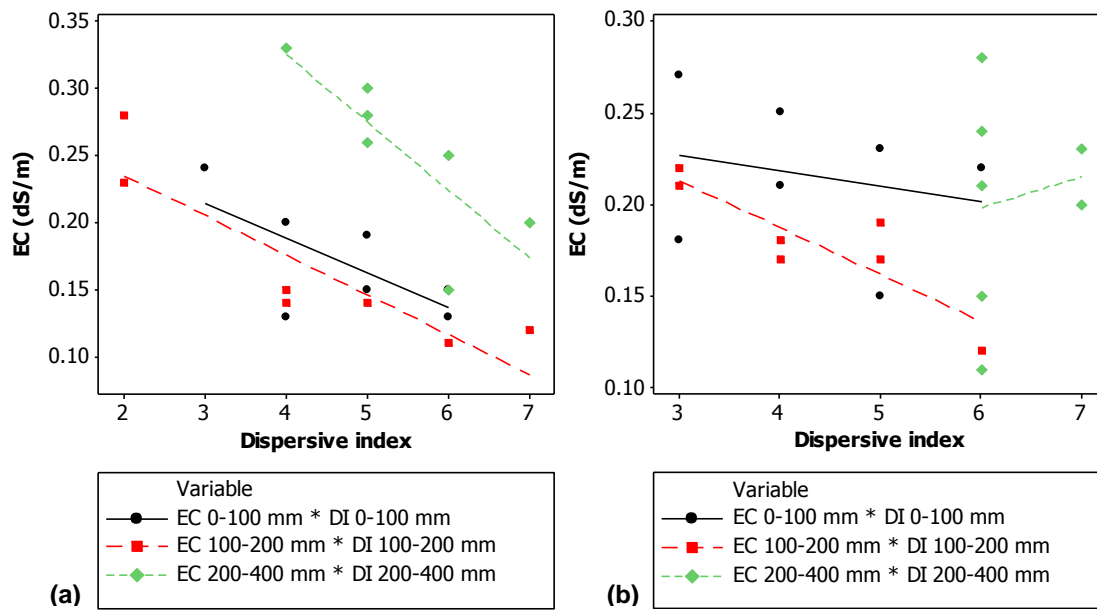 0.35
0.30
0.25
0.20
0.15
0.10
EC (dS/m)
2 3 4 5 6 7
Dispersive index
Variable
EC 0-100 mm * DI 0-100 mm
EC 100-200 mm * DI 100-200 mm
EC 200-400 mm * DI 200-400 mm
(a)
0.30
0.25
0.20
0.15
0.10
EC (dS/m)
3 4 5 6 7
Dispersive index
Variable
EC 0-100 mm * DI 0-100 mm
EC 100-200 mm * DI 100-200 mm
EC 200-400 mm * DI 200-400 mm
(b)